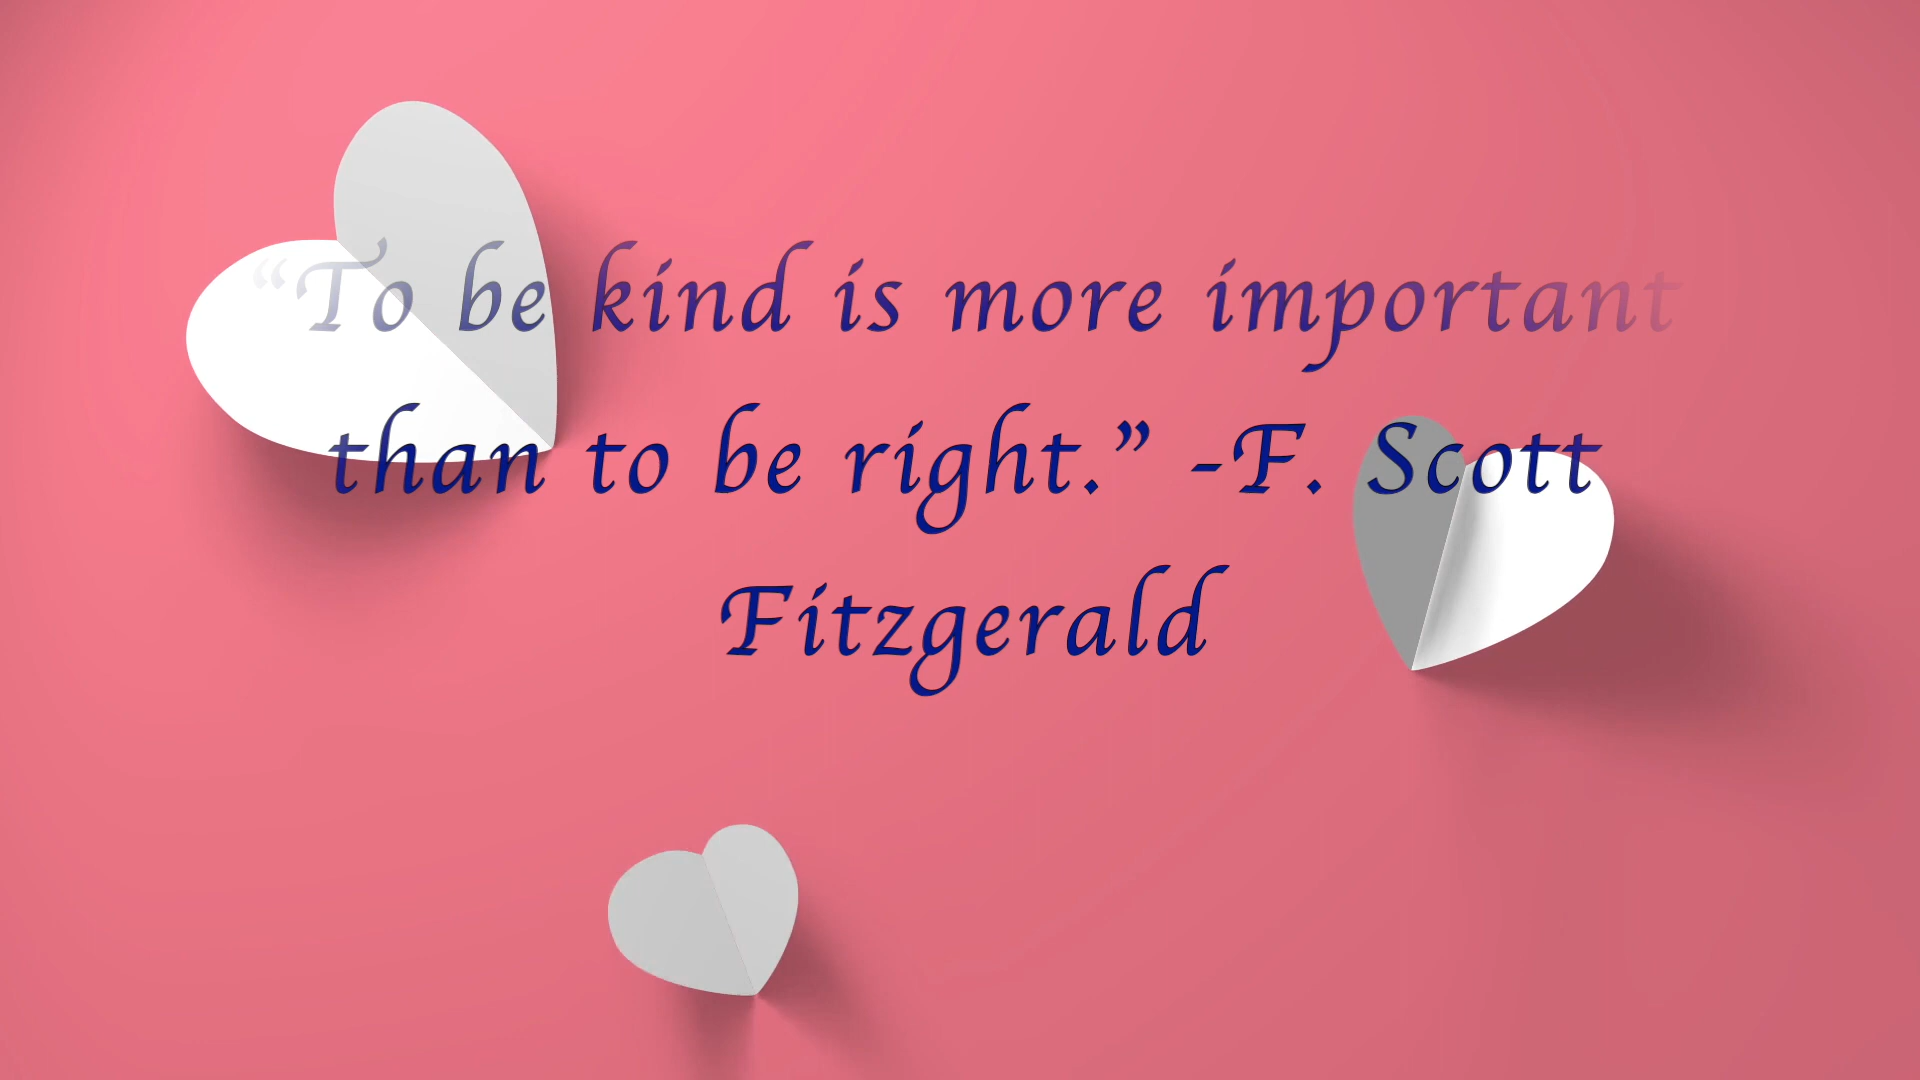 “To be kind is more important
than to be right.” -F. Scott
Fitzgerald